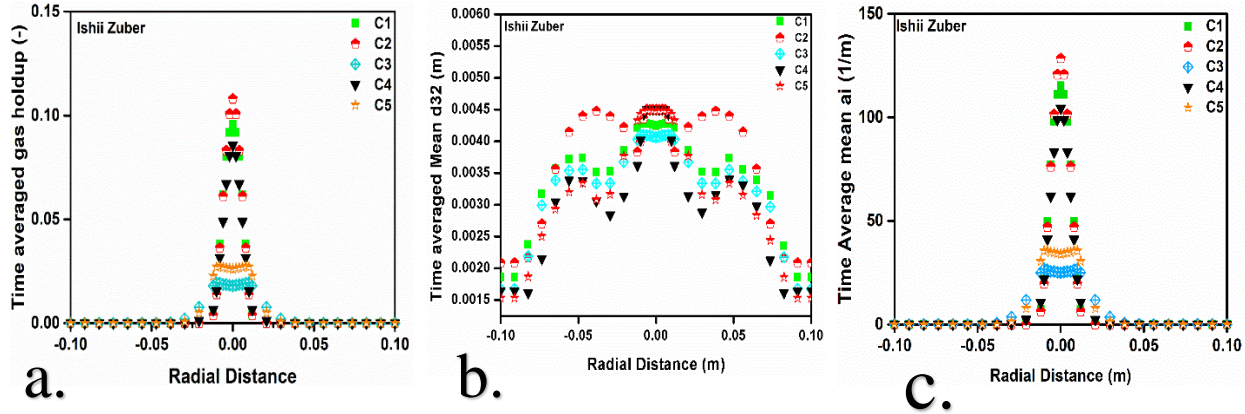 Time averaged gas holdup (-)
0.15
0.10
0.05
0.00
Ishii Zuber
C1
C2
C3
C4
C5
-0.10 -0.05 0.00 0.05 0.10
Radial Distance
a.
Time averaged Mean d32 (m)
0.0060
0.0055
0.0050
0.0045
0.0040
0.0035
0.0030
0.0025
0.0020
0.0015
Ishii Zuber
C1
C2
C3
C4
C5
-0.10 -0.05 0.00 0.05 0.10
Radial Distance (m)
b.
Time Average mean ai (1/m)
150
100
50
0
Ishii Zuber
C1
C2
C3
C4
C5
-0.10 -0.05 0.00 0.05 0.10
Radial Distance (m)
c.